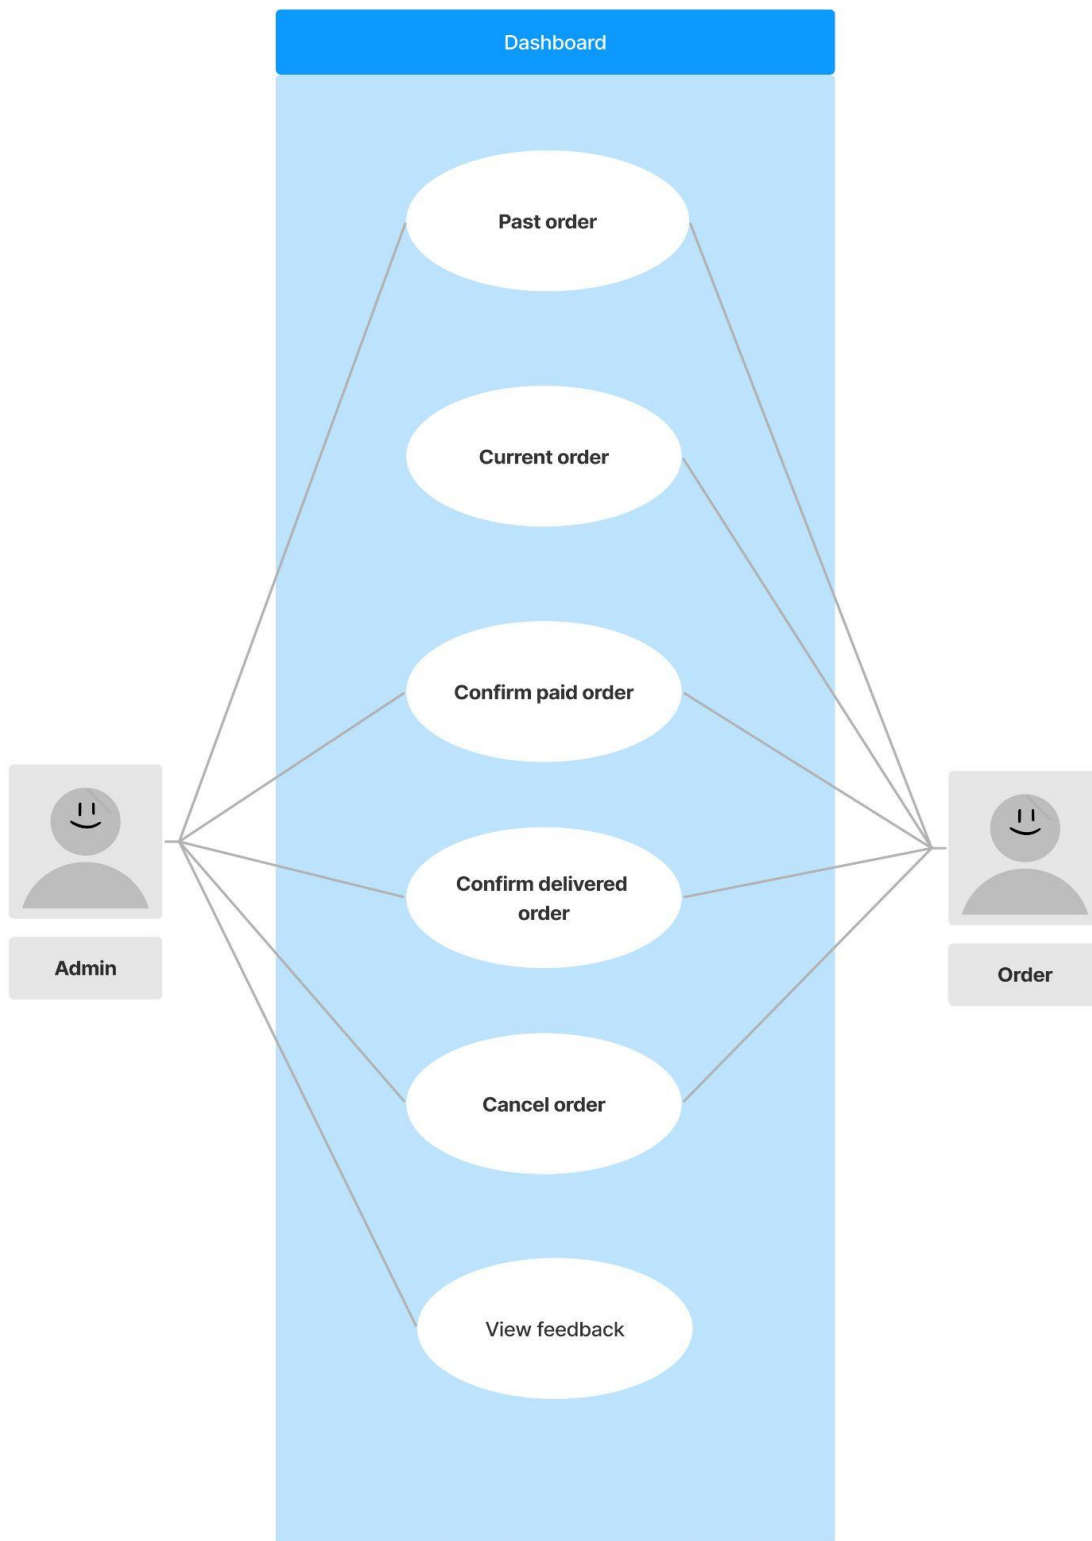 Dashboard
Past order
Current order
Confirm paid order
Confirm delivered
order
Admin
Order
Cancel order
View feedback